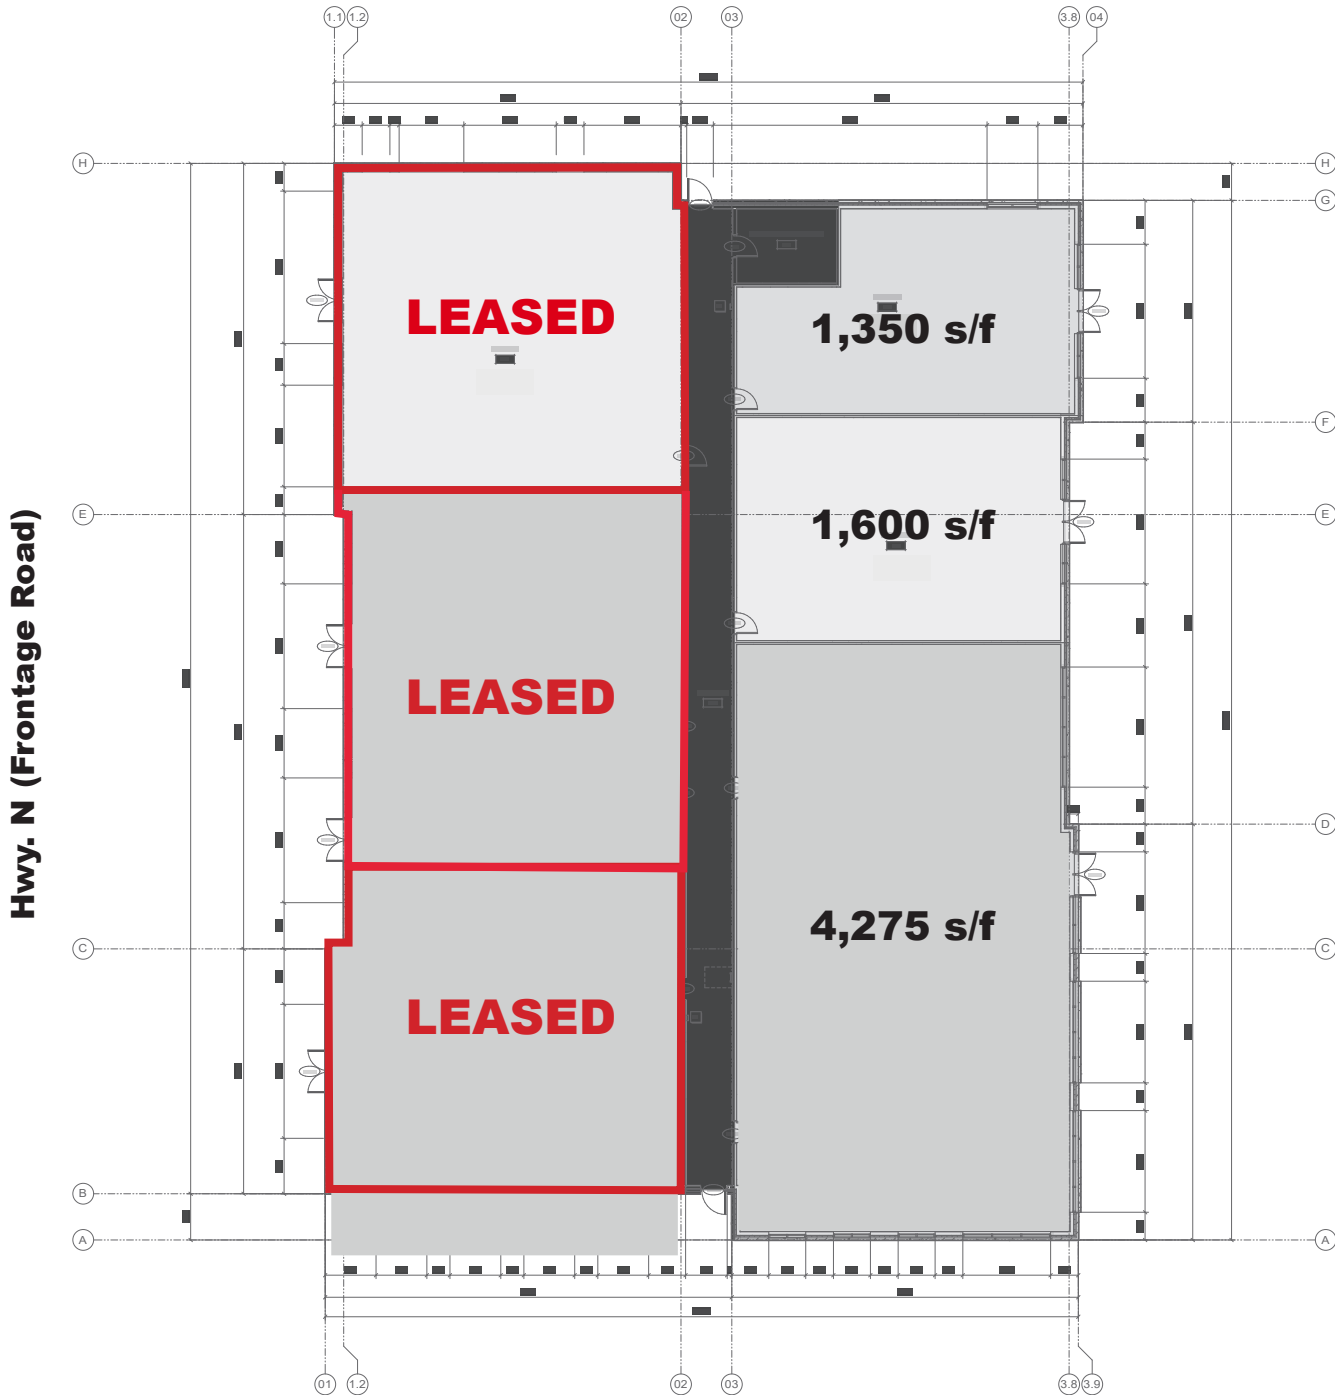 1.1 1.2 02 03 3.8 04
H H
G
LEASED
1,350 s/f
F
E E
1,600 s/f
Hwy. N (Frontage Road)
LEASED
D
4,275 s/f
C C
LEASED
B
A A
01 1.2 02 03 3.8 3.9